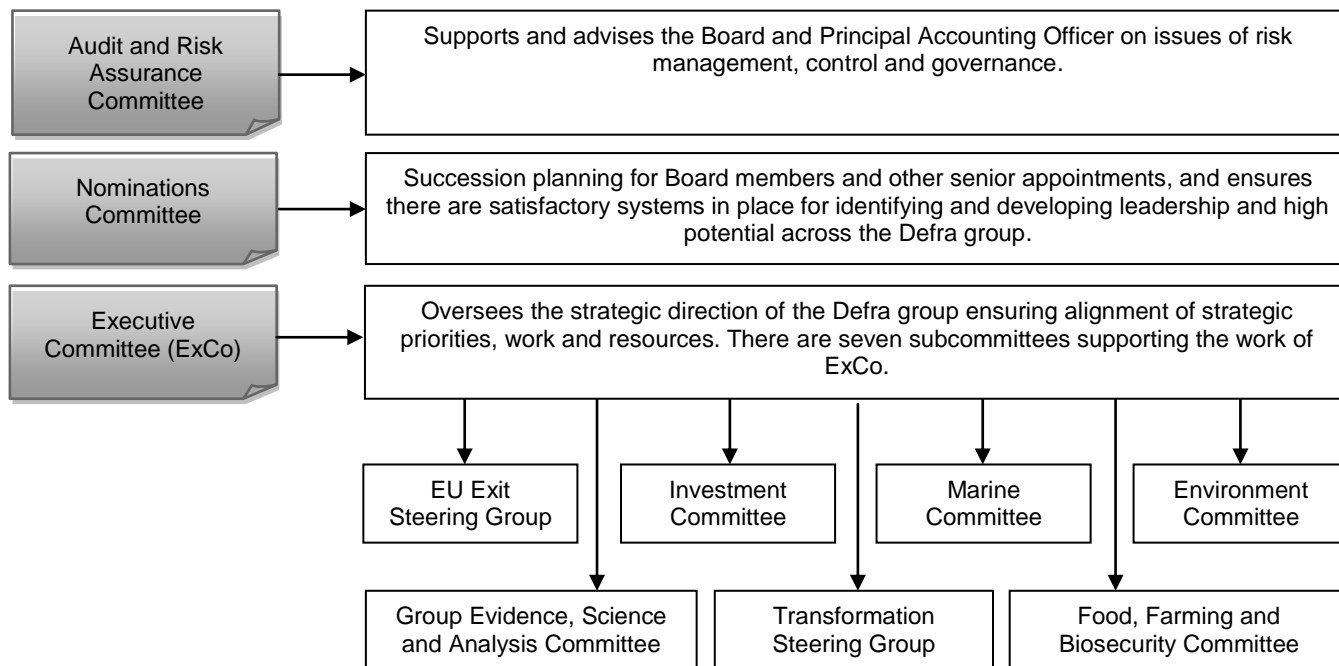 Audit and Risk
Assurance
Committee
Supports and advises the Board and Principal Accounting Officer on issues of risk
management, control and governance.
Nominations
Committee
Succession planning for Board members and other senior appointments, and ensures
there are satisfactory systems in place for identifying and developing leadership and high
potential across the Defra group.
Executive
Committee (ExCo)
Oversees the strategic direction of the Defra group ensuring alignment of strategic
priorities, work and resources. There are seven subcommittees supporting the work of
ExCo.
EU Exit
Steering Group
Investment
Committee
Marine
Committee
Environment
Committee
Group Evidence, Science
and Analysis Committee
Transformation
Steering Group
Food, Farming and
Biosecurity Committee